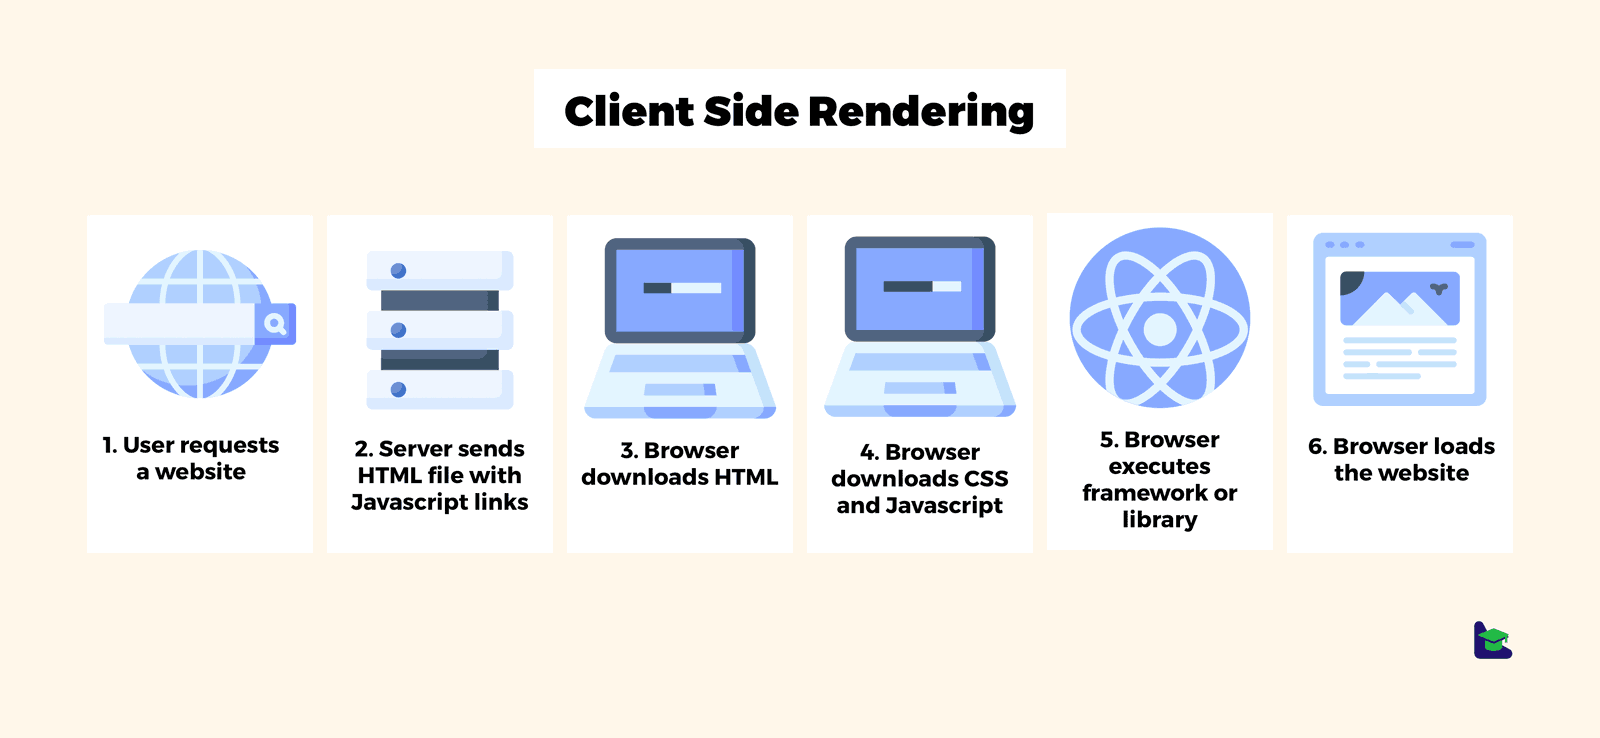 Client Side Rendering
1. User requests
a website
2. Server sends
HTML file with
Javascript links
3. Browser
downloads HTML
4. Browser
downloads CSS
and Javascript
5. Browser
executes
framework or
library
6. Browser loads
the website